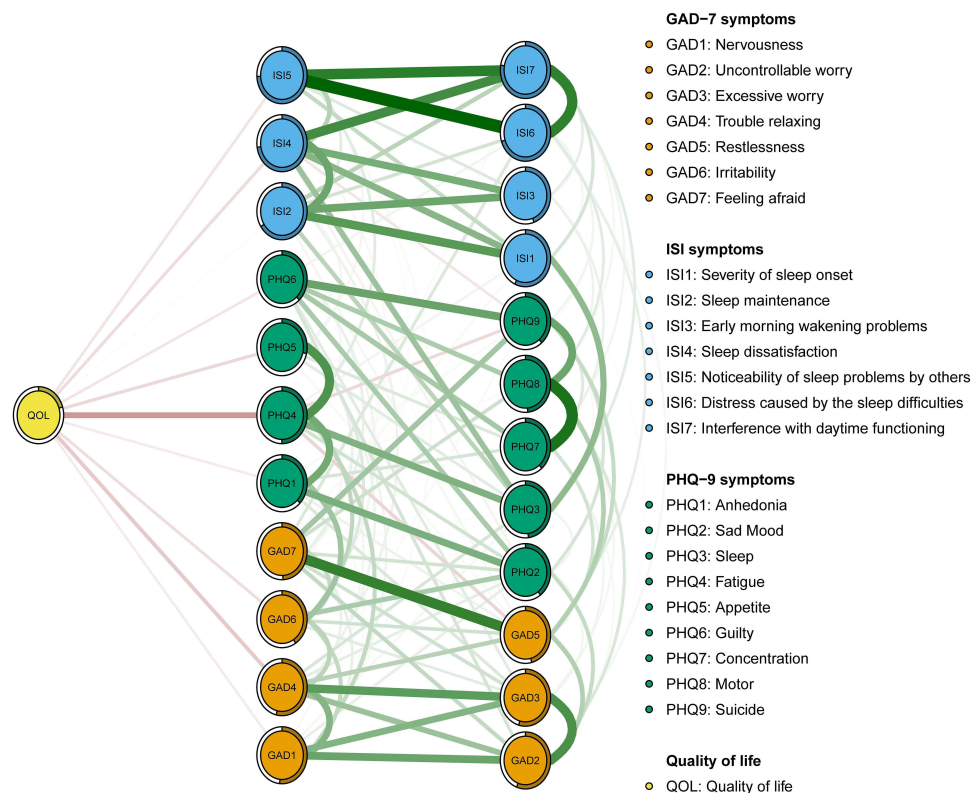 QOL
ISI5
ISI4
ISI2
PHQ6
PHQ5
PHQ4
PHQ1
GAD7
GAD6
GAD4
GAD1
ISI7
ISI6
ISI3
ISI1
PHQ9
PHQ8
PHQ7
PHQ3
PHQ2
GAD5
GAD3
GAD2
GAD−7 symptoms
GAD1: Nervousness
GAD2: Uncontrollable worry
GAD3: Excessive worry
GAD4: Trouble relaxing
GAD5: Restlessness
GAD6: Irritability
GAD7: Feeling afraid
ISI symptoms
ISI1: Severity of sleep onset
ISI2: Sleep maintenance
ISI3: Early morning wakening problems
ISI4: Sleep dissatisfaction
ISI5: Noticeability of sleep problems by others
ISI6: Distress caused by the sleep difficulties
ISI7: Interference with daytime functioning
PHQ−9 symptoms
PHQ1: Anhedonia
PHQ2: Sad Mood
PHQ3: Sleep
PHQ4: Fatigue
PHQ5: Appetite
PHQ6: Guilty
PHQ7: Concentration
PHQ8: Motor
PHQ9: Suicide
Quality of life
QOL: Quality of life